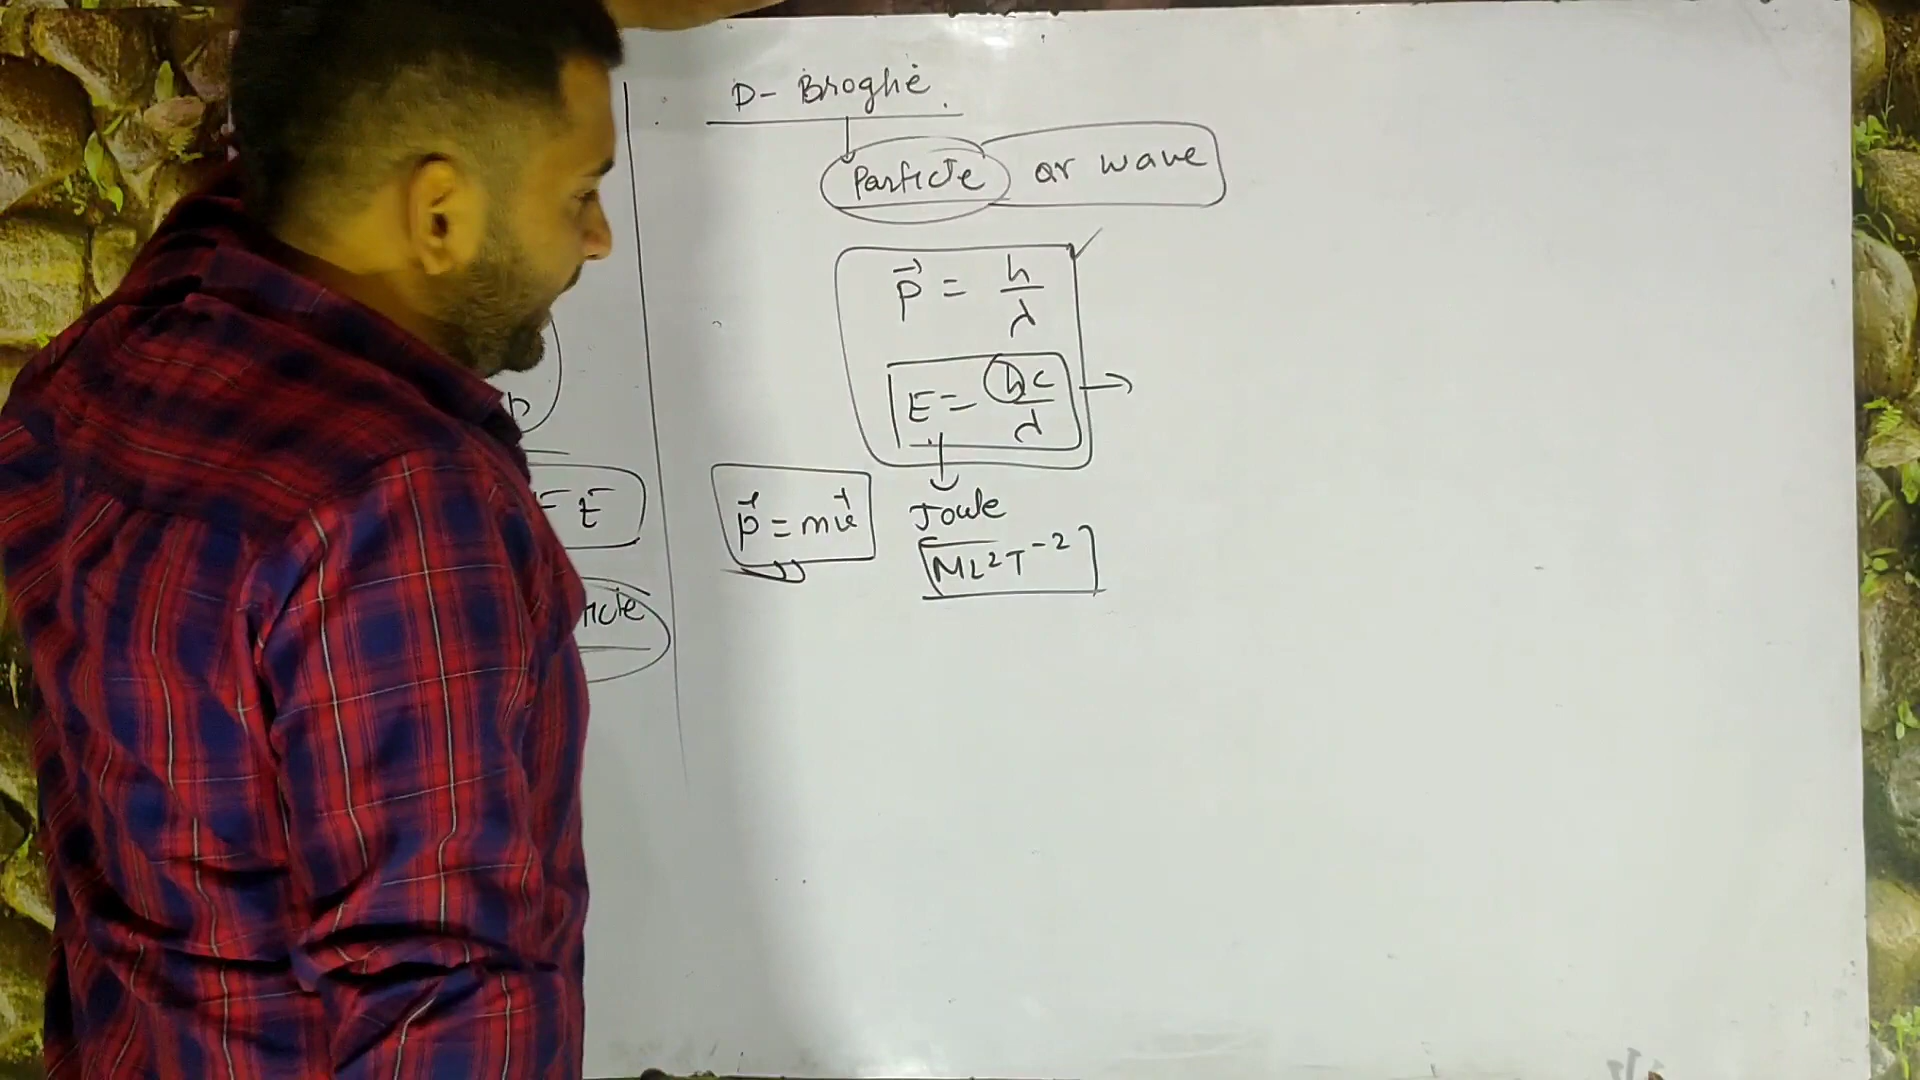 D- Broglie.
Particle or wave
p⃗ = h/λ
E = hc/λ
p⃗ = mv⃗
Joule
ML²T⁻²